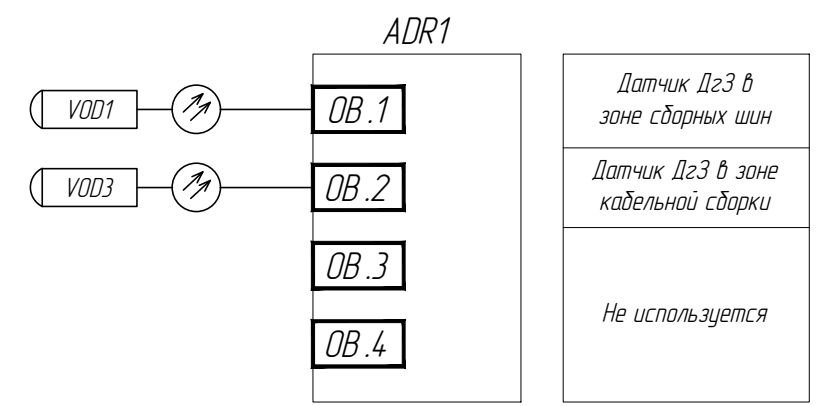 ADR1
VOD1
OB.1
Датчик ДгЗ в
зоне сборных шин
VOD3
OB.2
Датчик ДгЗ в зоне
кабельной сборки
OB.3
Не используется
OB.4